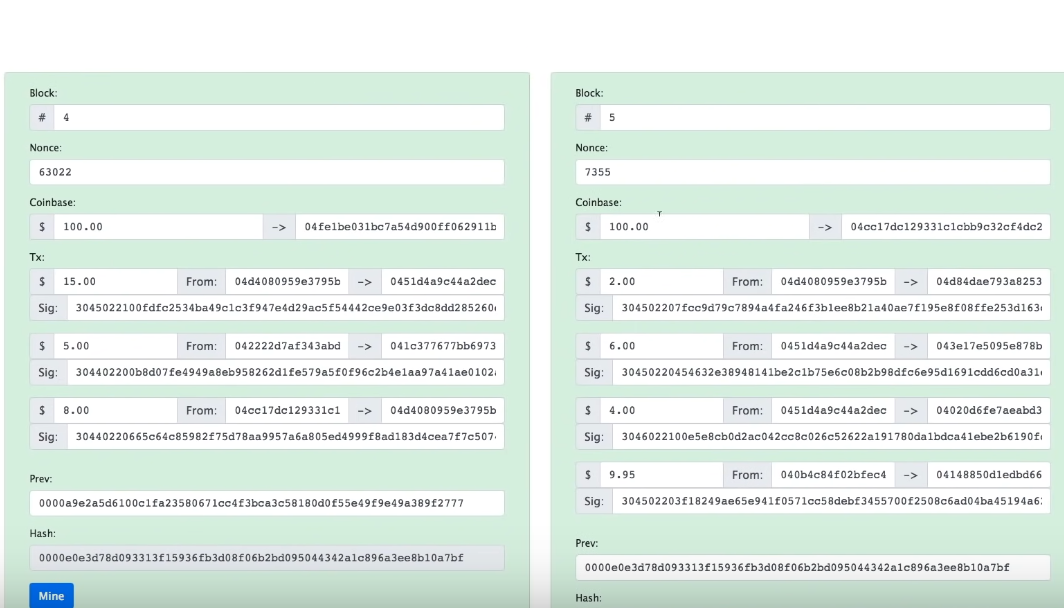 Block:
# 4
Nonce:
63022
Coinbase:
$ 100.00 -> 04fe1be031bc7a54d900ff062911b
Tx:
$ 15.00 From: 04d4080959e3795b -> 0451d4a9c44a2dec
Sig: 3045022100fdfc2534ba49c1c3f947e4d29ac5f54442ce9e03f3dc8dd285260
$ 5.00 From: 042222d7af343abd -> 041c377677bb6973
Sig: 304402200b8d07fe4949a8eb958262d1fe579a5f0f96c2b4e1aa97a41ae0102
$ 8.00 From: 04cc17dc129331c1 -> 04d4080959e3795b
Sig: 30440220665c64c85982f75d78aa9957a6a805ed4999f8ad183d4cea7f7c507
Prev:
0000a9e2a5d6100c1fa23580671cc4f3bca3c58180d0f55e49f9e49a389f2777
Hash:
0000e0e3d78d093313f15936fb3d08f06b2bd095044342a1c896a3ee8b10a7bf
Mine
Block:
# 5
Nonce:
7355
Coinbase:
$ 100.00 -> 04cc17dc129331c1cbb9c32cf4dc2
Tx:
$ 2.00 From: 04d4080959e3795b -> 04d84dae793a8253
Sig: 304502207fcc9d79c7894a4fa246f3b1ee8b21a40ae7f195e8f08ffe253d163
$ 6.00 From: 0451d4a9c44a2dec -> 043e17e5095e878b
Sig: 30450220454632e38948141be2c1b75e6c08b2b98dfc6e95d1691cdd6cd0a31
$ 4.00 From: 0451d4a9c44a2dec -> 04020d6fe7aeabd3
Sig: 3046022100e5e8cb0d2ac042cc8c026c52622a191780da1bdca41ebe2b6190f
$ 9.95 From: 040b4c84f02bfec4 -> 04148850d1edbd66
Sig: 304502203f18249ae65e941f0571cc58debf3455700f2508c6ad04ba45194a6
Prev:
0000e0e3d78d093313f15936fb3d08f06b2bd095044342a1c896a3ee8b10a7bf
Hash: